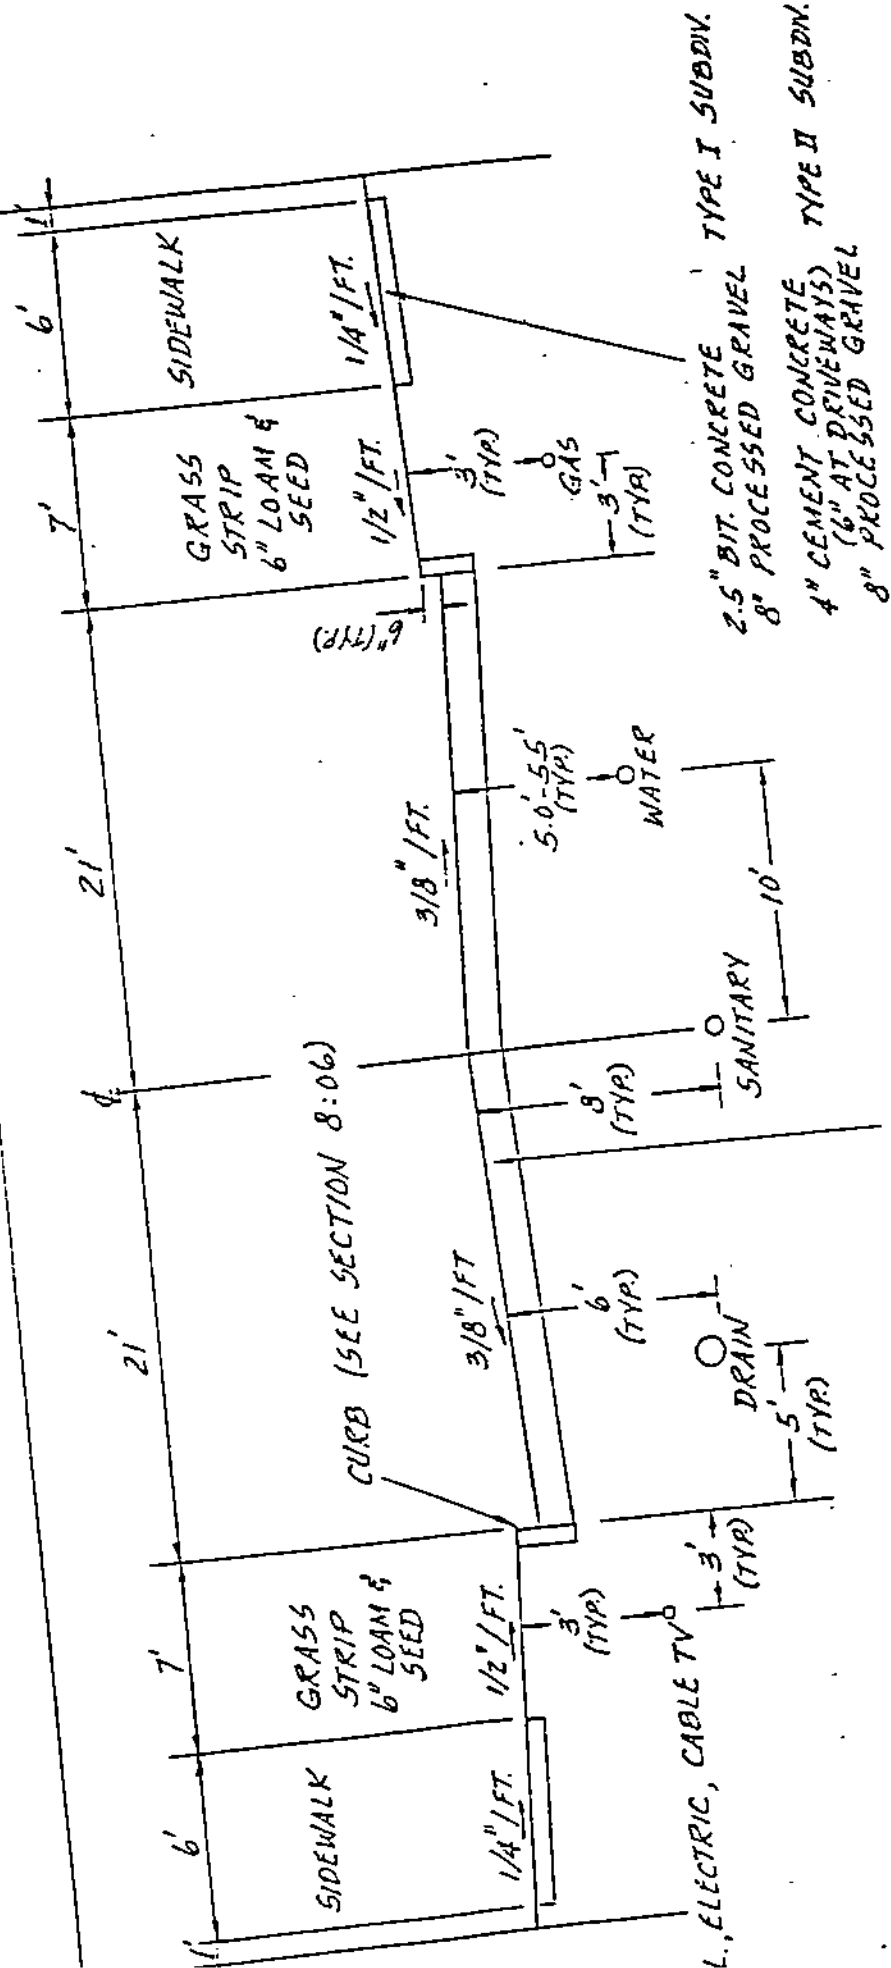 1'
6'
7'
21'
℄
21'
7'
6'
1'
SIDEWALK
GRASS
STRIP
6" LOAM &
SEED
CURB (SEE SECTION 8:06)
GRASS
STRIP
6" LOAM &
SEED
SIDEWALK
1/4"/FT.
1/2"/FT.
3/8"/FT
3/8"/FT.
6" (TYP.)
1/2"/FT.
1/4"/FT.
3'
(TYP.)
6'
(TYP.)
8'
(TYP.)
5.0'-5.5'
(TYP.)
3'
(TYP.)
L., ELECTRIC, CABLE TV
DRAIN
SANITARY
WATER
GAS
3'
(TYP.)
5'
(TYP.)
10'
3'
(TYP.)
2.5" BIT. CONCRETE TYPE I SUBDIV.
8" PROCESSED GRAVEL
4" CEMENT CONCRETE TYPE II SUBDIV.
(6" AT DRIVEWAYS)
8" PROCESSED GRAVEL